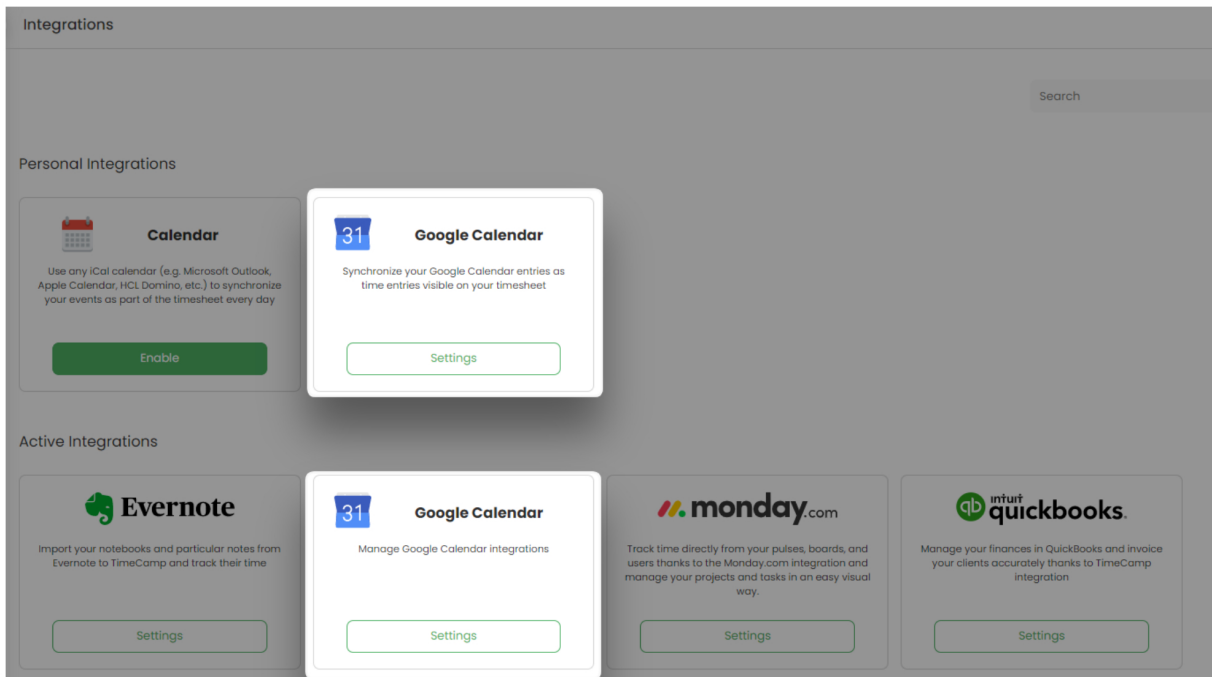 Integrations
Search
Personal Integrations
Calendar
Use any iCal calendar (e.g. Microsoft Outlook,
Apple Calendar, HCL Domino, etc.) to synchronize
your events as part of the timesheet every day
Enable
31
Google Calendar
Synchronize your Google Calendar entries as
time entries visible on your timesheet
Settings
Active Integrations
Evernote
Import your notebooks and particular notes from
Evernote to TimeCamp and track their time
Settings
31
Google Calendar
Manage Google Calendar integrations
Settings
monday.com
Track time directly from your pulses, boards, and
users thanks to the Monday.com integration and
manage your projects and tasks in an easy visual
way.
Settings
qb
intuit
quickbooks.
Manage your finances in QuickBooks and invoice
your clients accurately thanks to TimeCamp
integration
Settings